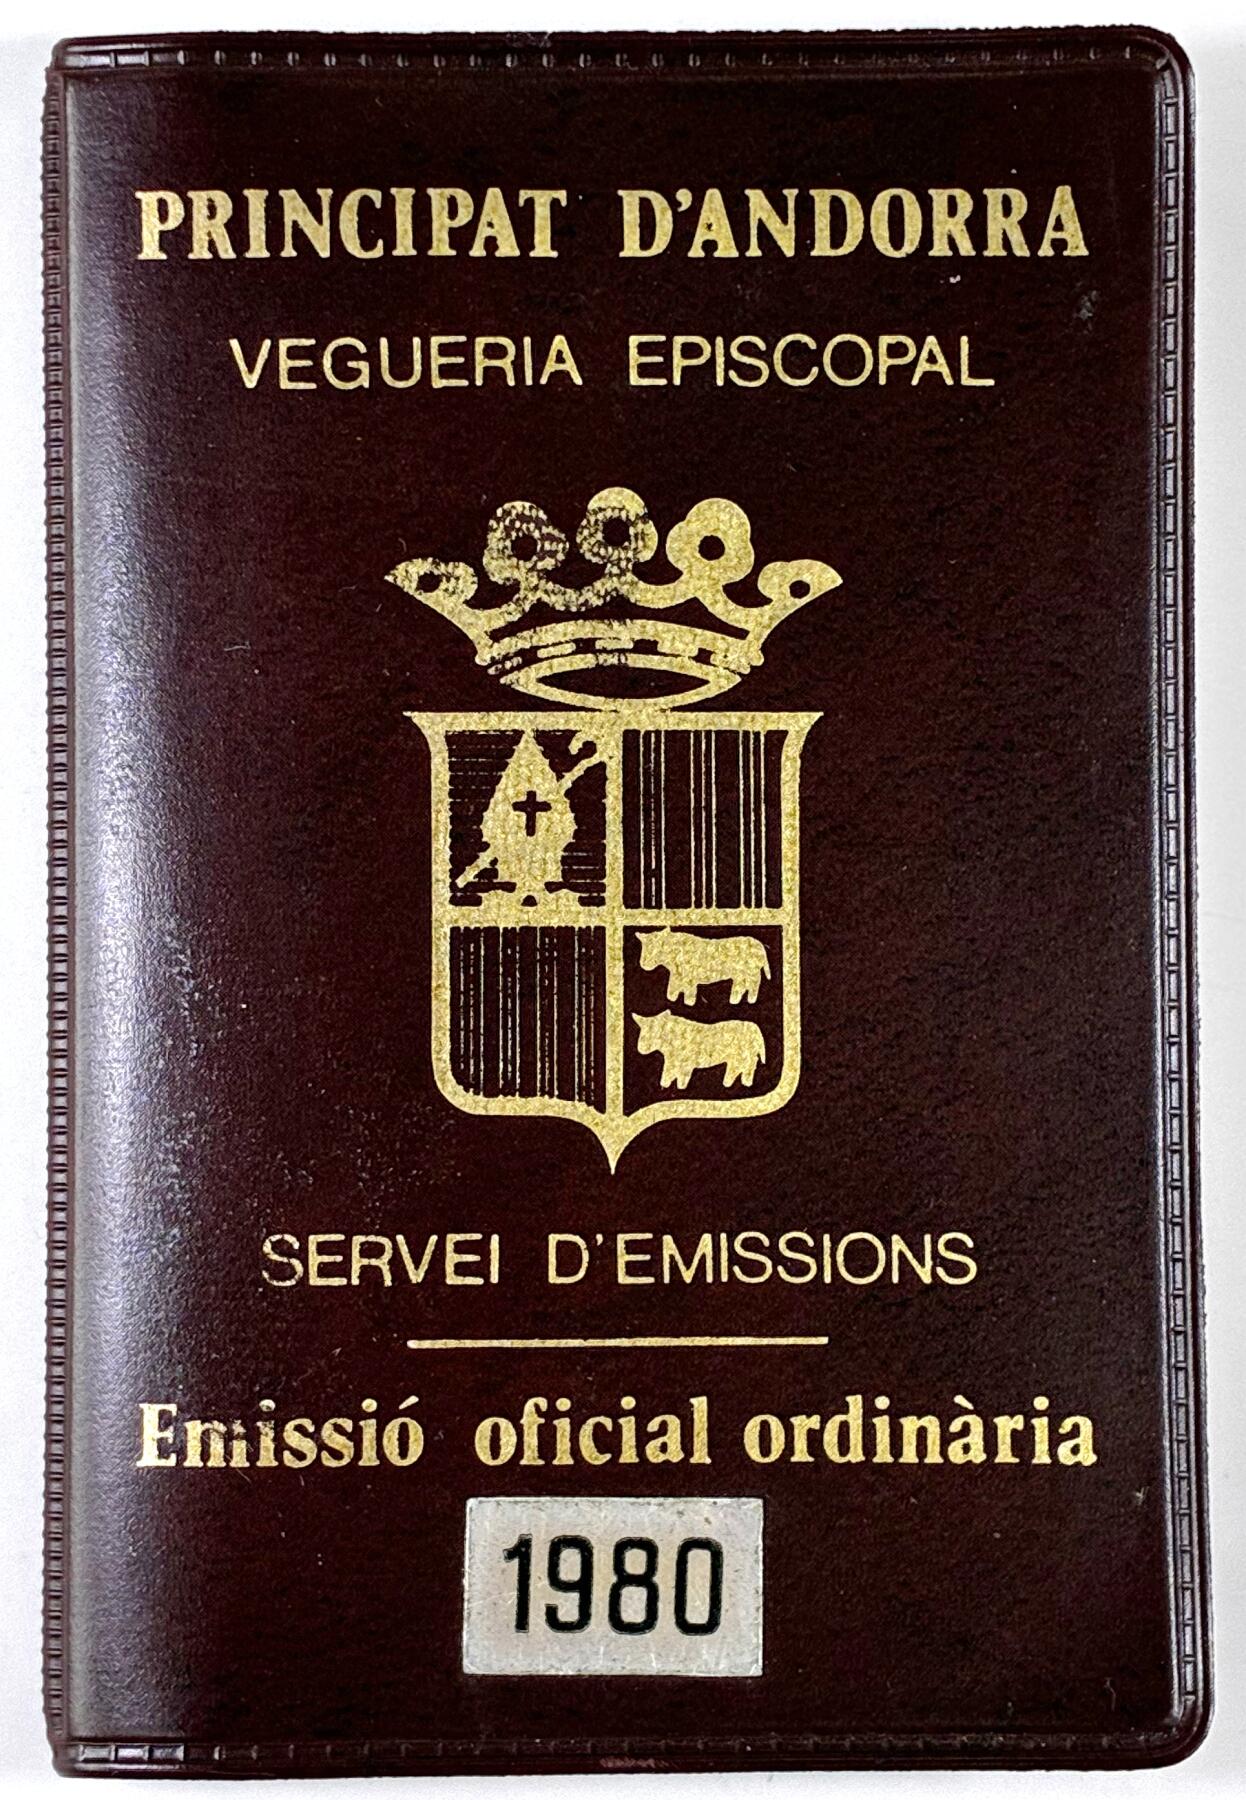 PRINCIPAT D'ANDORRA
VEGUERIA EPISCOPAL
SERVEI D'EMISSIONS
Emissió oficial ordinària
1980